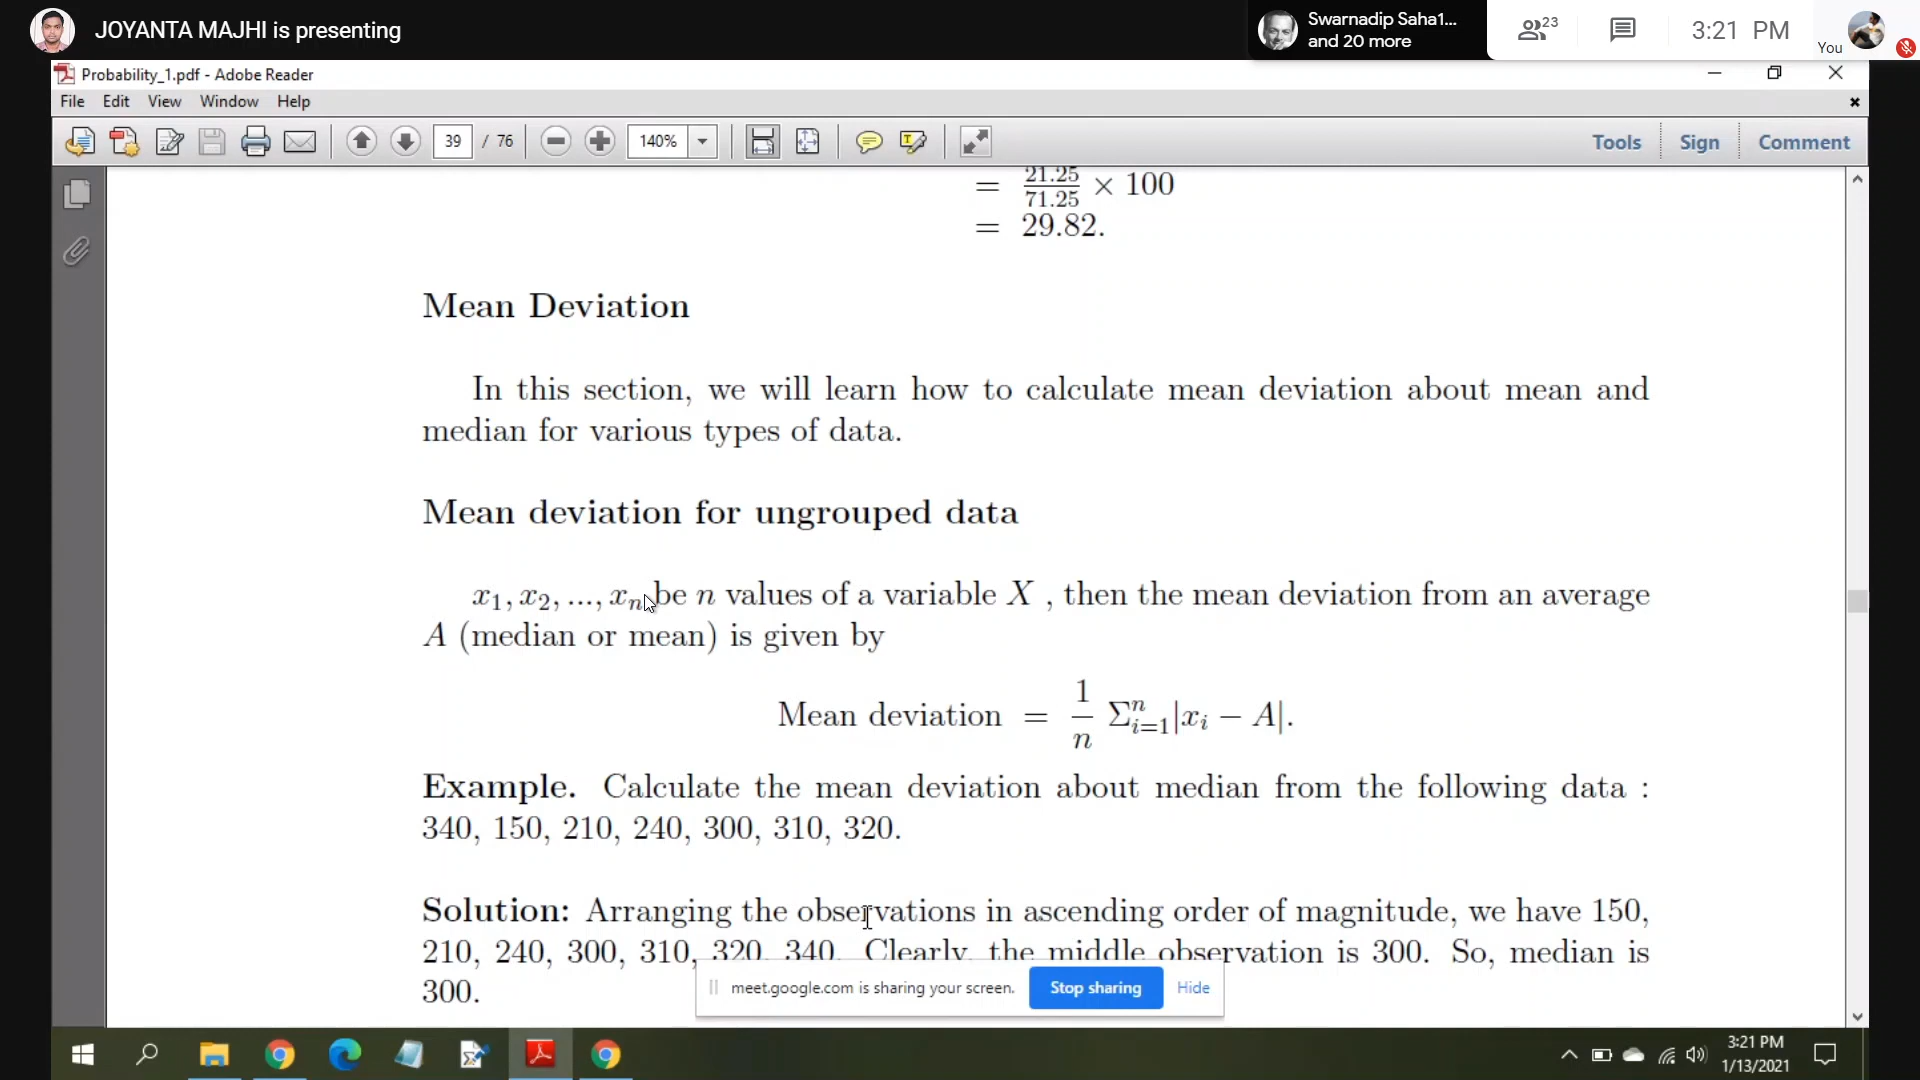 JOYANTA MAJHI is presenting
Swarnadip Saha1...
and 20 more
23
3:21 PM
You
Probability_1.pdf - Adobe Reader
File Edit View Window Help
39 / 76
140%
Tools Sign Comment
= 21.25/71.25 × 100
= 29.82.
Mean Deviation
In this section, we will learn how to calculate mean deviation about mean and
median for various types of data.
Mean deviation for ungrouped data
x₁, x₂, ..., xₙ be n values of a variable X , then the mean deviation from an average
A (median or mean) is given by
Mean deviation = 1/n Σⁿᵢ₌₁|xᵢ − A|.
Example. Calculate the mean deviation about median from the following data :
340, 150, 210, 240, 300, 310, 320.
Solution: Arranging the observations in ascending order of magnitude, we have 150,
210, 240, 300, 310, 320, 340. Clearly, the middle observation is 300. So, median is
300.
meet.google.com is sharing your screen. Stop sharing Hide
3:21 PM
1/13/2021